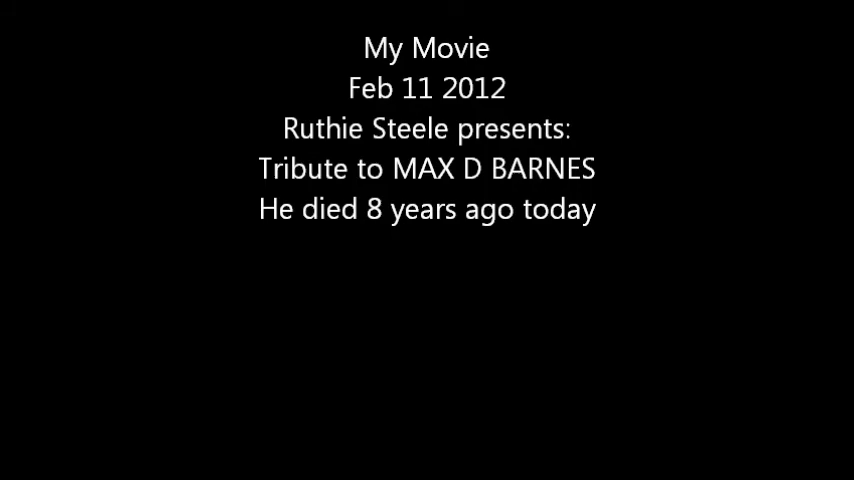 My Movie
Feb 11 2012
Ruthie Steele presents:
Tribute to MAX D BARNES
He died 8 years ago today